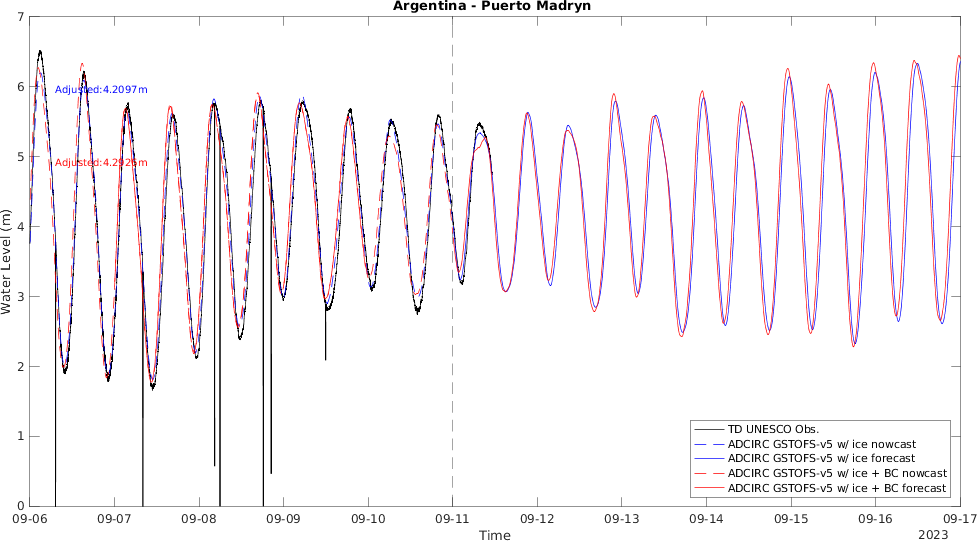 Argentina - Puerto Madryn
Water Level (m)
7
6
5
4
3
2
1
0
Adjusted:4.2097m
Adjusted:4.2925m
TD UNESCO Obs.
ADCIRC GSTOFS-v5 w/ ice nowcast
ADCIRC GSTOFS-v5 w/ ice forecast
ADCIRC GSTOFS-v5 w/ ice + BC nowcast
ADCIRC GSTOFS-v5 w/ ice + BC forecast
09-06 09-07 09-08 09-09 09-10 09-11 09-12 09-13 09-14 09-15 09-16 09-17
Time
2023